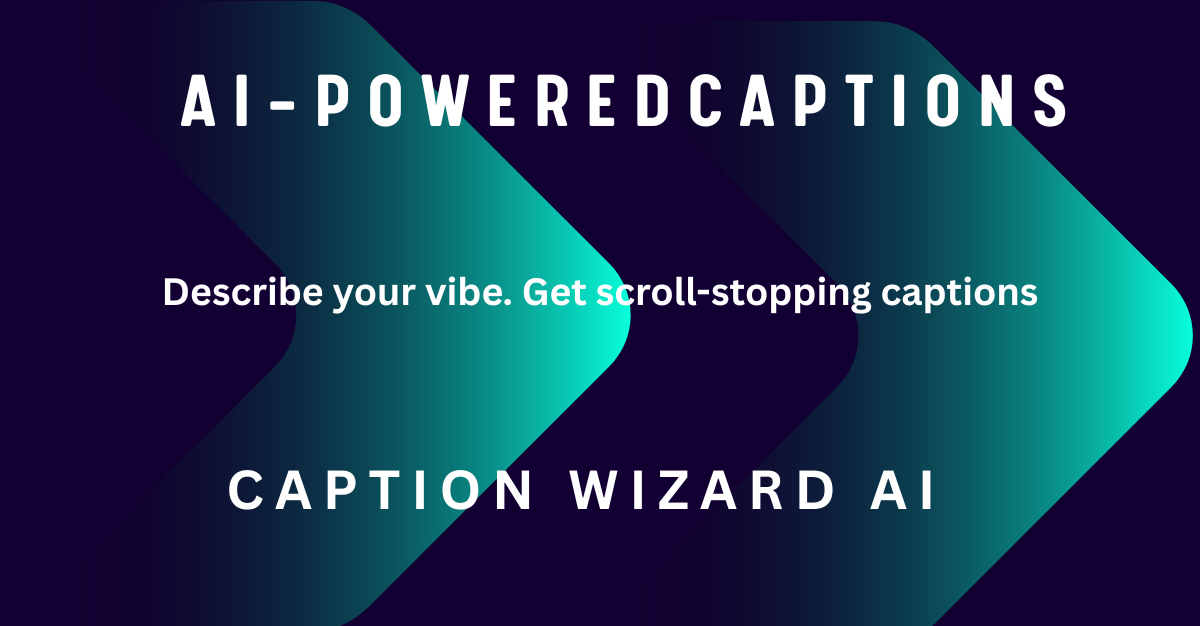 AI-POWEREDCAPTIONS
Describe your vibe. Get scroll-stopping captions
CAPTION WIZARD AI